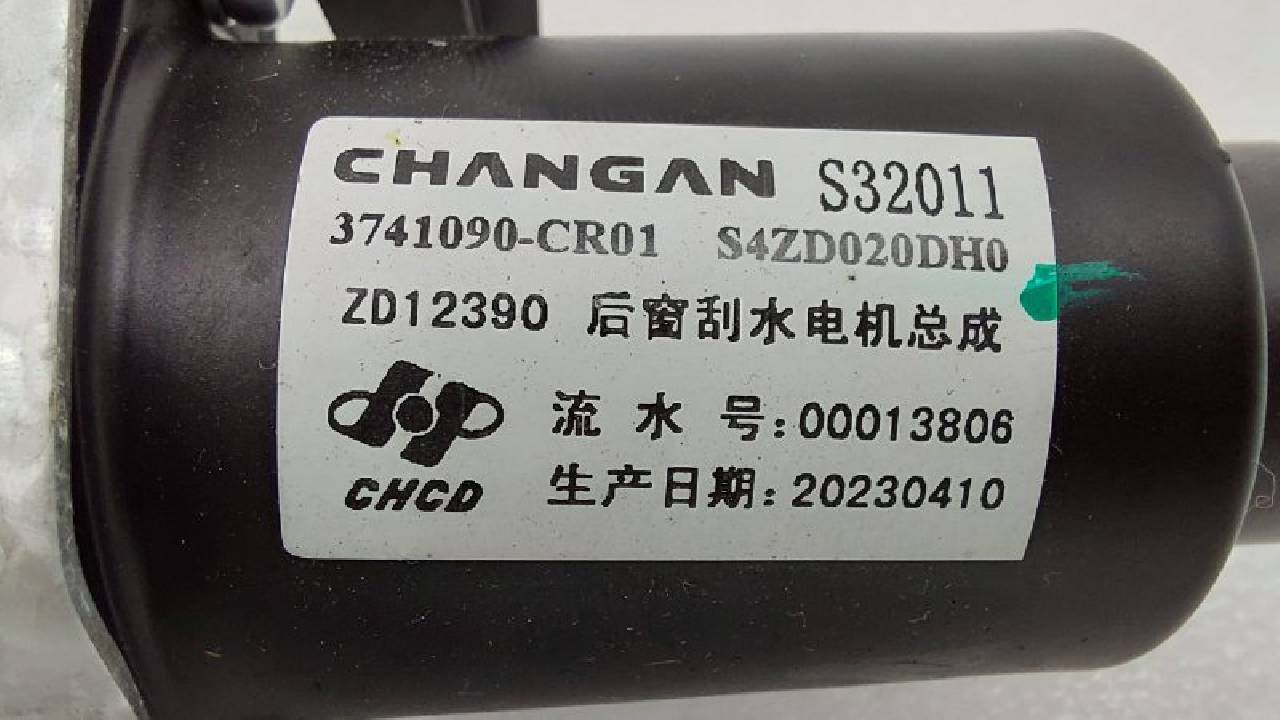 CHANGAN S32011
3741090-CR01 S4ZD020DH0
ZD12390 后窗刮水电机总成
流水号:00013806
CHCD 生产日期:20230410